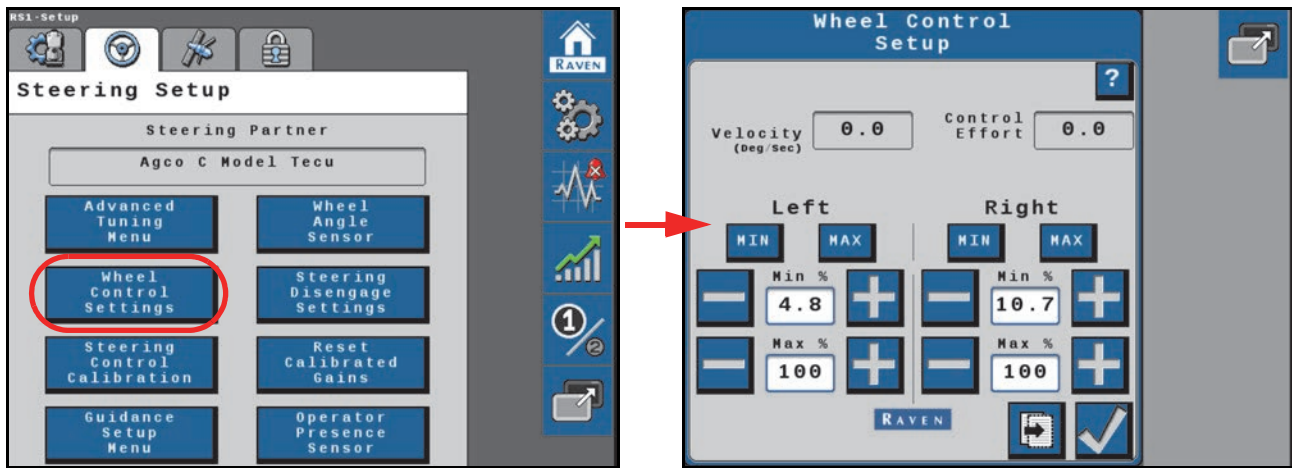 RS1-Setup
RAVEN
Steering Setup
Steering Partner
Agco C Model Tecu
Advanced
Tuning
Menu
Wheel
Angle
Sensor
Wheel
Control
Settings
Steering
Disengage
Settings
Steering
Control
Calibration
Reset
Calibrated
Gains
Guidance
Setup
Menu
Operator
Presence
Sensor
1/2
Wheel Control
Setup
?
Velocity
(Deg/Sec)
0.0
Control
Effort
0.0
Left
Right
MIN MAX MIN MAX
Min % Min %
4.8 10.7
Max % Max %
100 100
RAVEN